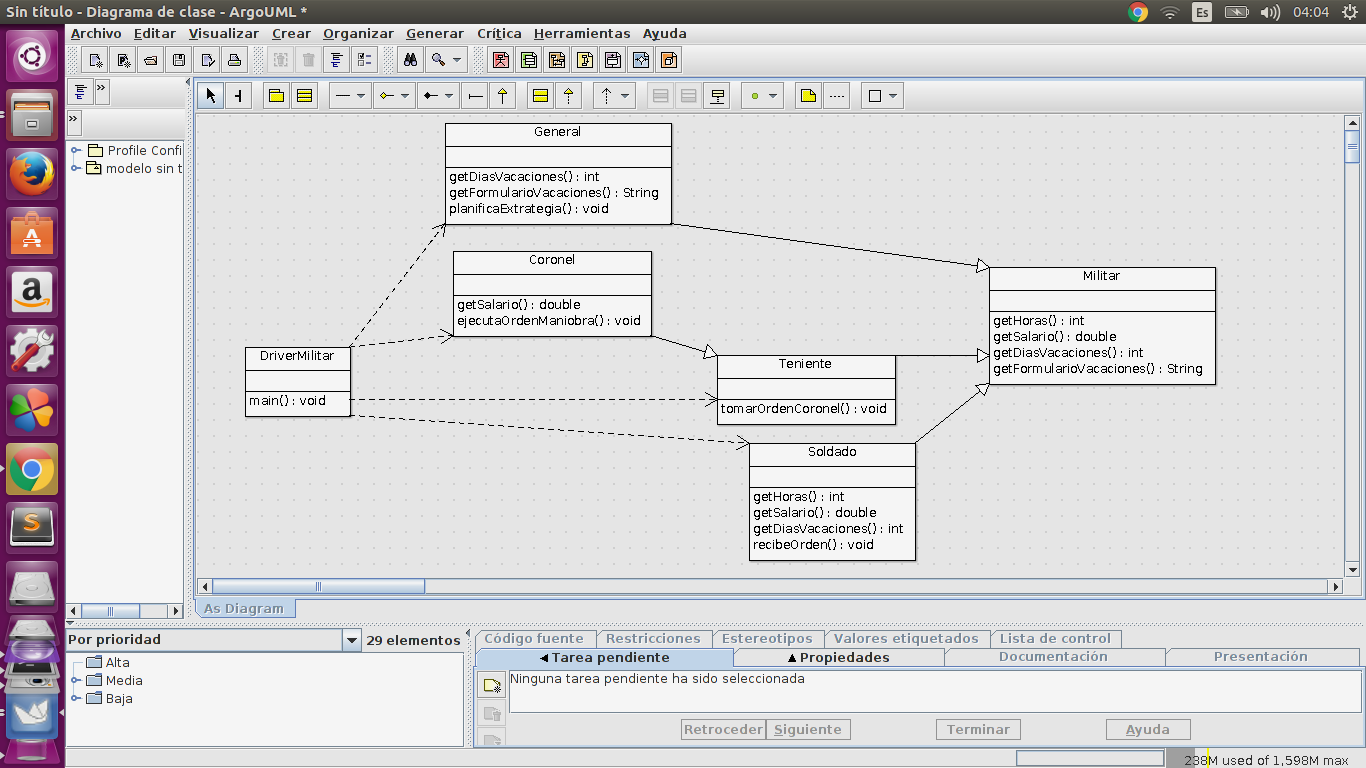 Sin título - Diagrama de clase - ArgoUML *
Es
04:04
Archivo Editar Visualizar Crear Organizar Generar Crítica Herramientas Ayuda
Profile Confi
modelo sin t
General
getDiasVacaciones() : int
getFormularioVacaciones() : String
planificaExtrategia() : void
Coronel
getSalario() : double
ejecutaOrdenManiobra() : void
DriverMilitar
main() : void
Teniente
tomarOrdenCoronel() : void
Militar
getHoras() : int
getSalario() : double
getDiasVacaciones() : int
getFormularioVacaciones() : String
Soldado
getHoras() : int
getSalario() : double
getDiasVacaciones() : int
recibeOrden() : void
As Diagram
Por prioridad
29 elementos
Alta
Media
Baja
Código fuente Restricciones Estereotipos Valores etiquetados Lista de control
Tarea pendiente Propiedades Documentación Presentación
Ninguna tarea pendiente ha sido seleccionada
Retroceder Siguiente Terminar Ayuda
238M used of 1,598M max